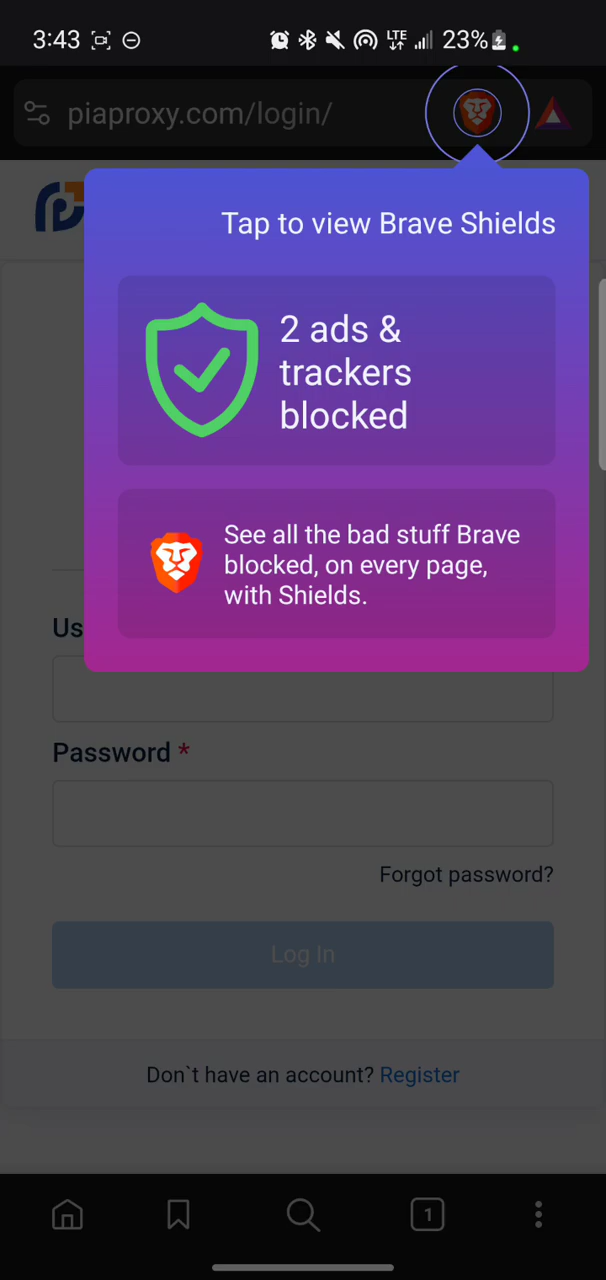 3:43
LTE
23%
piaproxy.com/login/
Tap to view Brave Shields
2 ads &
trackers
blocked
See all the bad stuff Brave
blocked, on every page,
with Shields.
Us
Password *
Forgot password?
Log In
Don`t have an account? Register
1